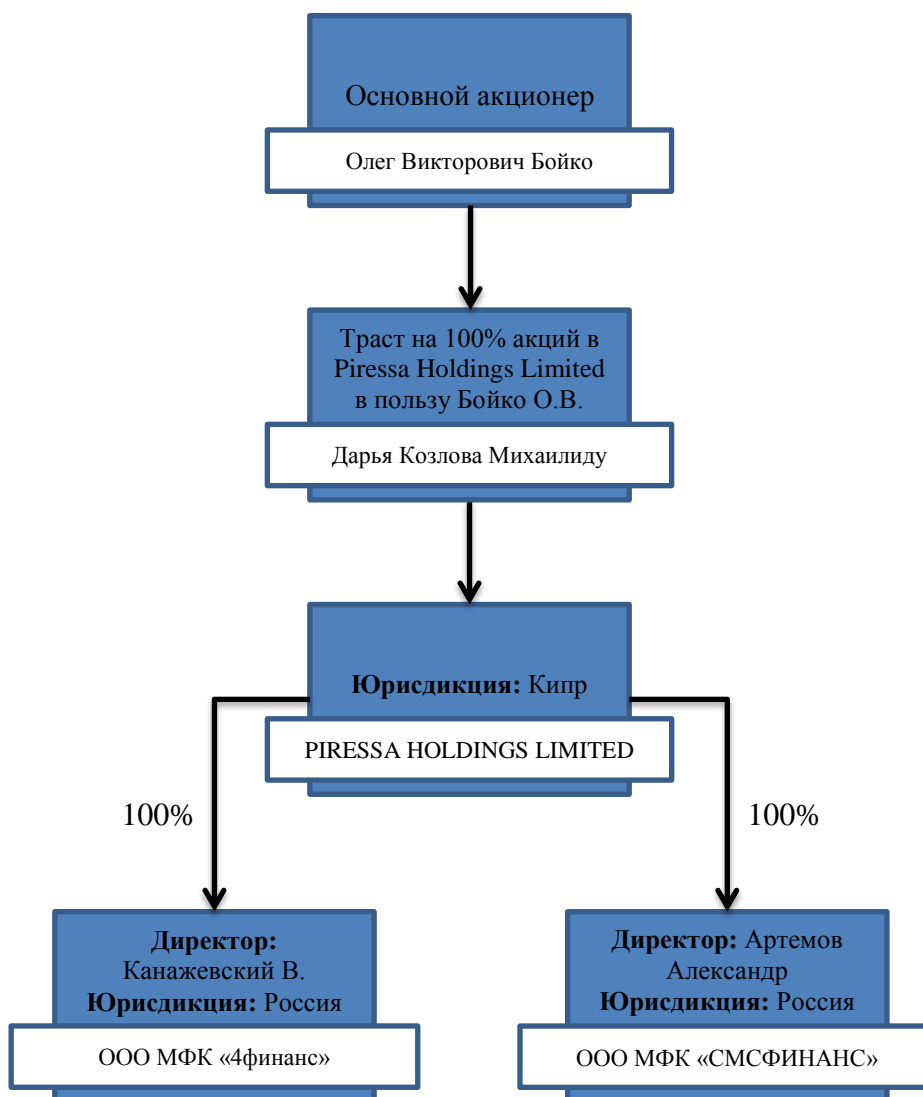 Основной акционер
Олег Викторович Бойко
Траст на 100% акций в
Piressa Holdings Limited
в пользу Бойко О.В.
Дарья Козлова Михаилиду
Юрисдикция: Кипр
PIRESSA HOLDINGS LIMITED
100%
100%
Директор:
Канажевский В.
Юрисдикция: Россия
ООО МФК «4финанс»
Директор: Артемов
Александр
Юрисдикция: Россия
ООО МФК «СМСФИНАНС»